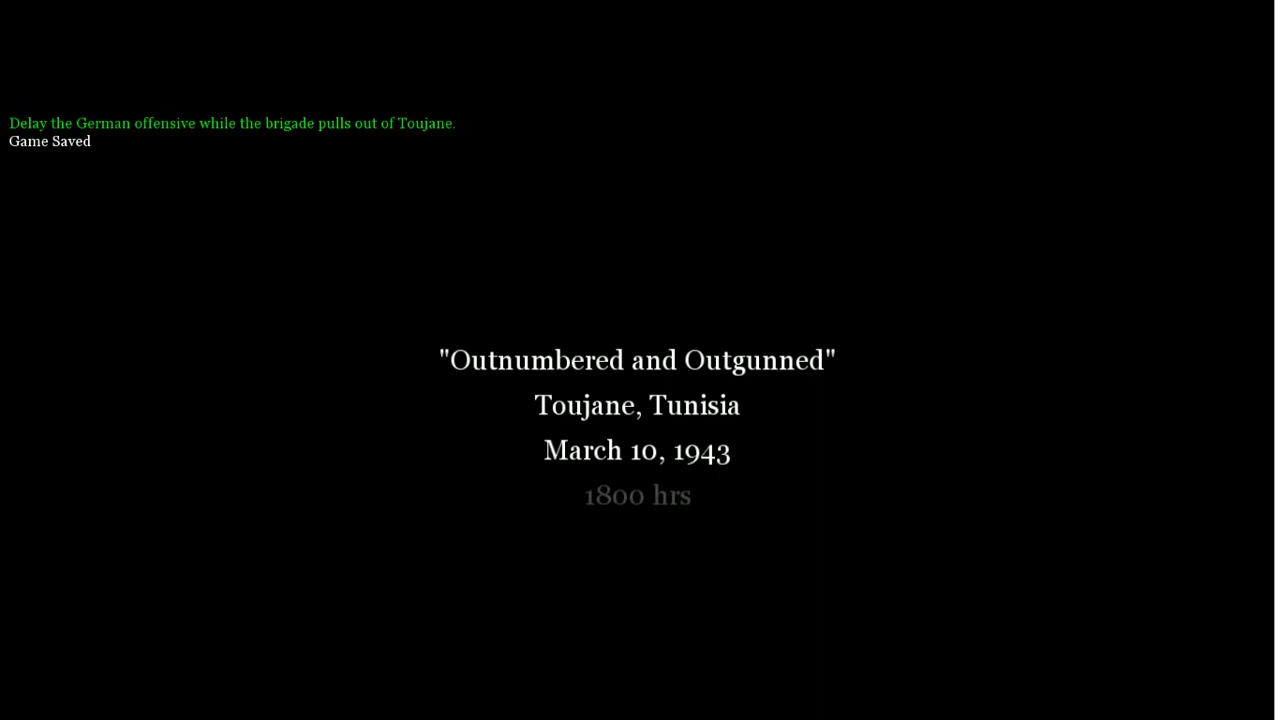 Delay the German offensive while the brigade pulls out of Toujane.
Game Saved
"Outnumbered and Outgunned"
Toujane, Tunisia
March 10, 1943
1800 hrs